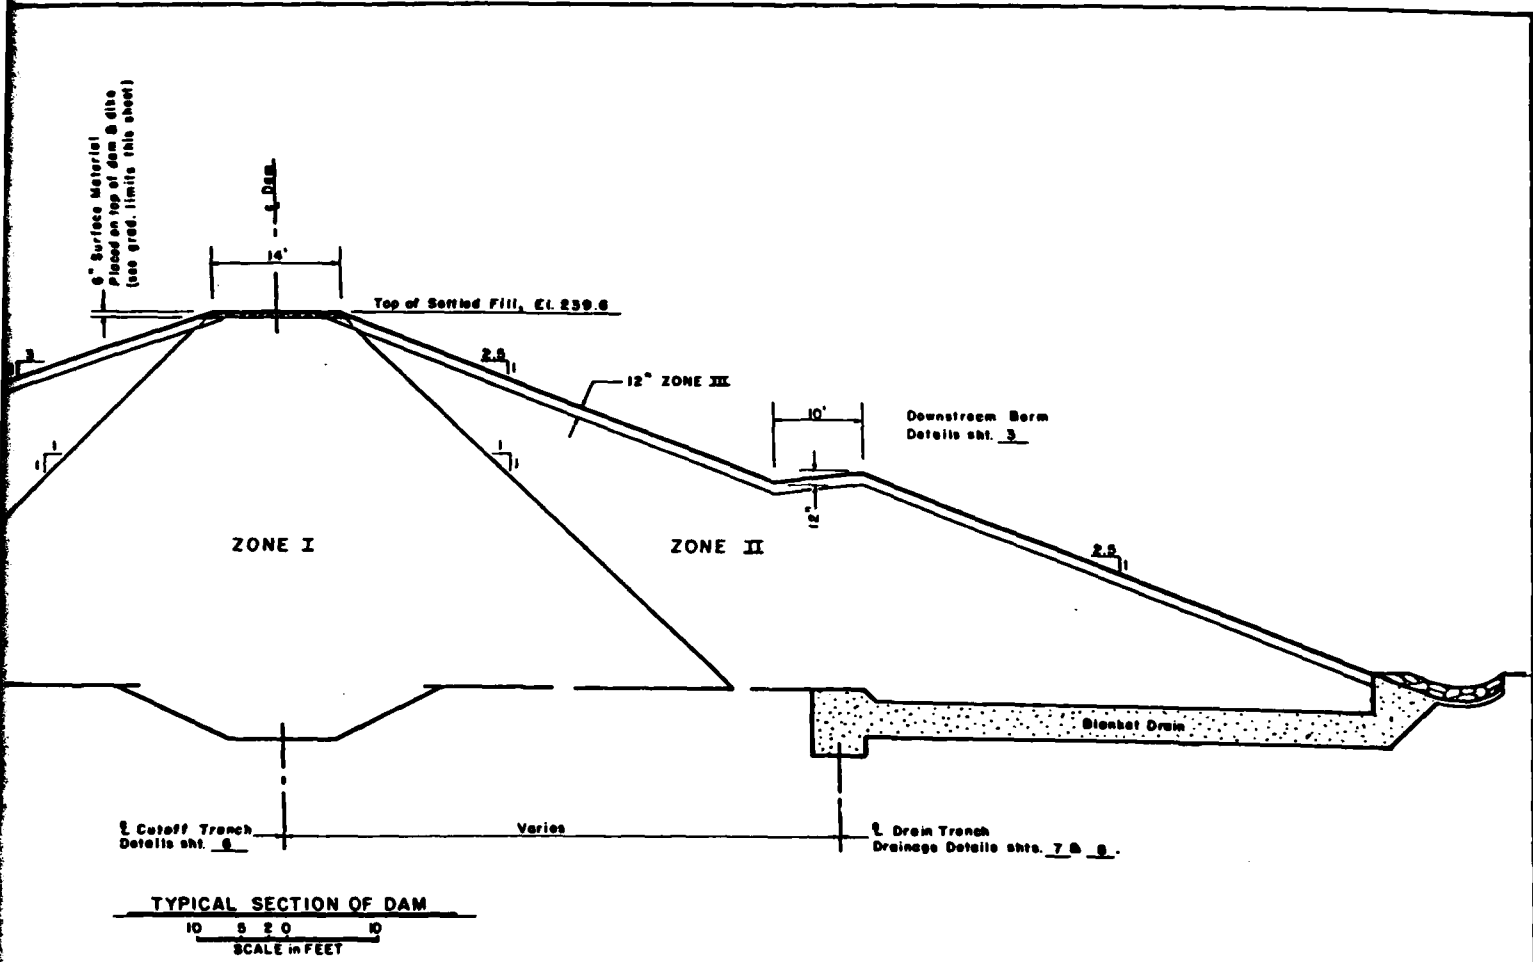 6" Surface Material
Placed on top of dam & dike
(see grad. limits this sheet)
℄ Dam
14'
Top of Settled Fill, El. 239.6
3
2.5
1
12" ZONE III
10'
Downstream Berm
Details sht. 3
12"
1
1
1
1
ZONE I
ZONE II
2.5
1
Blanket Drain
℄ Cutoff Trench
Details sht. 6
Varies
℄ Drain Trench
Drainage Details shts. 7 & 8.
TYPICAL SECTION OF DAM
10 5 2 0 10
SCALE in FEET